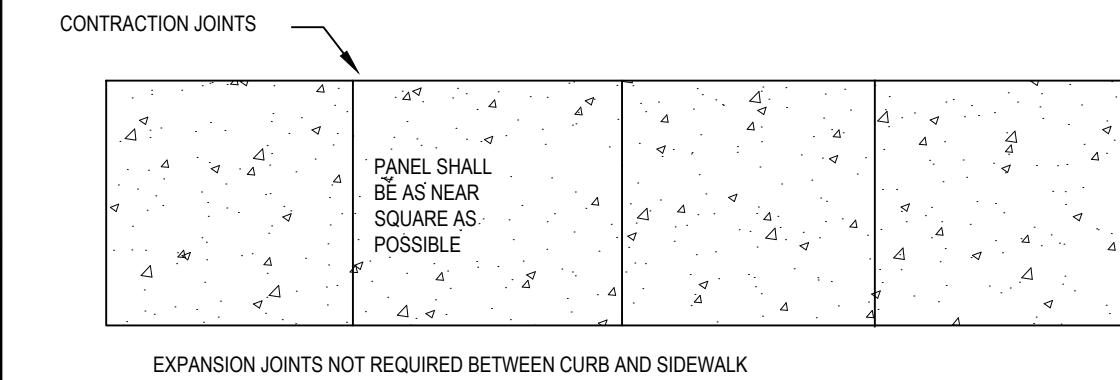 CONTRACTION JOINTS
PANEL SHALL
BE AS NEAR
SQUARE AS
POSSIBLE
EXPANSION JOINTS NOT REQUIRED BETWEEN CURB AND SIDEWALK